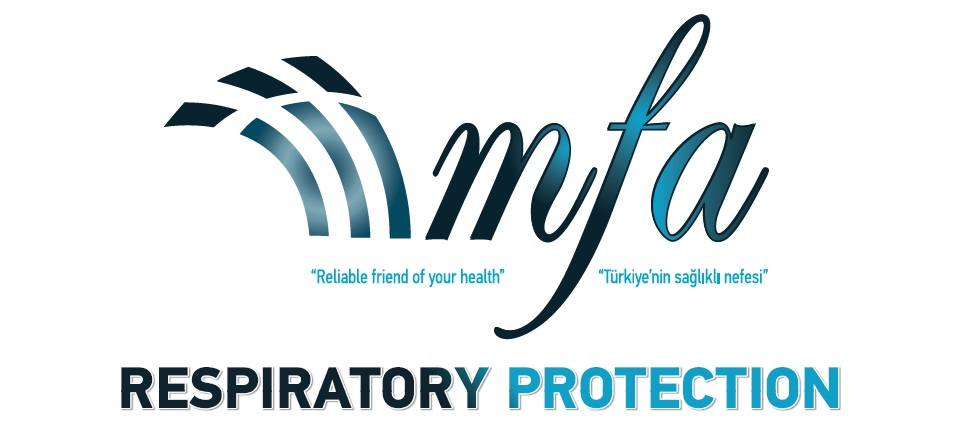 mfa
“Reliable friend of your health” “Türkiye’nin sağlıklı nefesi”
RESPIRATORY PROTECTION